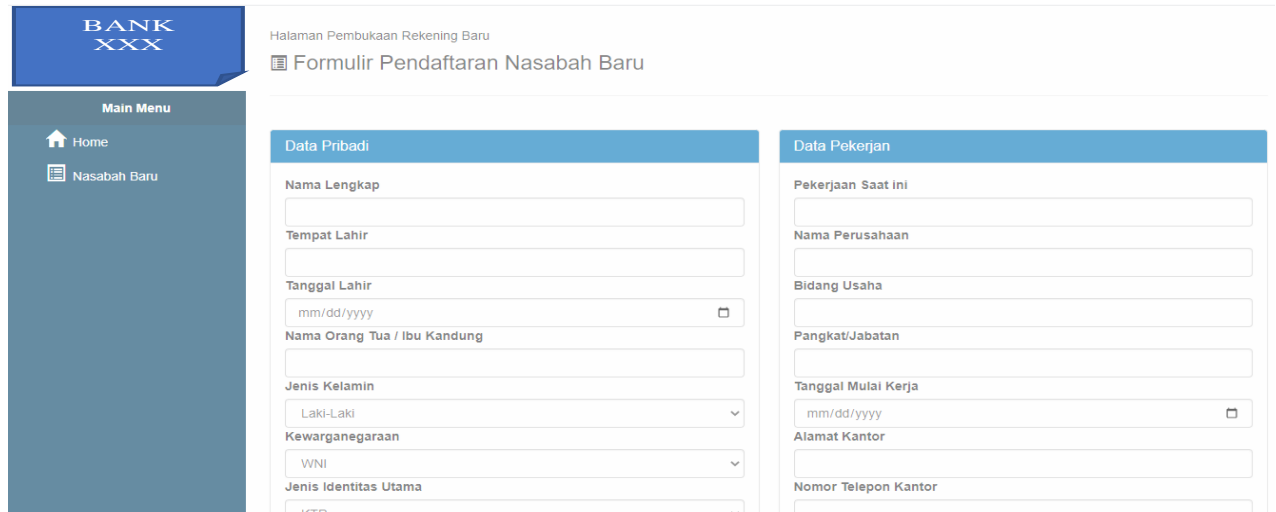 BANK
XXX
Halaman Pembukaan Rekening Baru
Formulir Pendaftaran Nasabah Baru
Main Menu
Home
Nasabah Baru
Data Pribadi
Nama Lengkap
Tempat Lahir
Tanggal Lahir
mm/dd/yyyy
Nama Orang Tua / Ibu Kandung
Jenis Kelamin
Laki-Laki
Kewarganegaraan
WNI
Jenis Identitas Utama
KTP
Data Pekerjan
Pekerjaan Saat ini
Nama Perusahaan
Bidang Usaha
Pangkat/Jabatan
Tanggal Mulai Kerja
mm/dd/yyyy
Alamat Kantor
Nomor Telepon Kantor